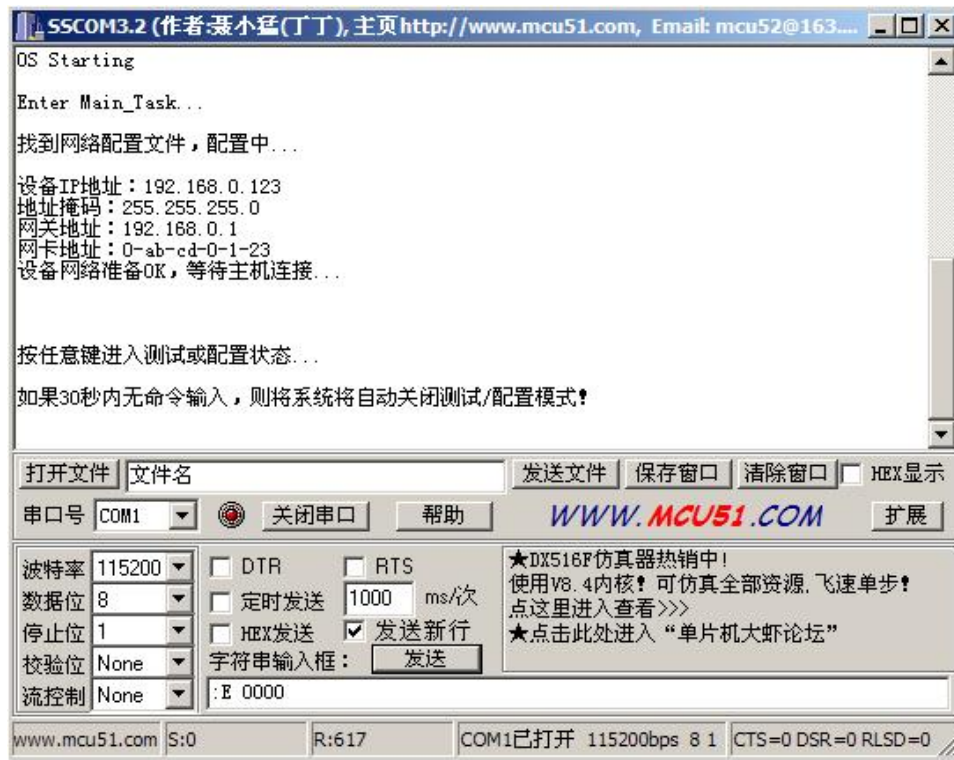 SSCOM3.2 (作者:聂小猛(丁丁), 主页http://www.mcu51.com, Email: mcu52@163....
OS Starting
Enter Main_Task...
找到网络配置文件，配置中...
设备IP地址：192.168.0.123
地址掩码：255.255.255.0
网关地址：192.168.0.1
网卡地址：0-ab-cd-0-1-23
设备网络准备OK，等待主机连接...
按任意键进入测试或配置状态...
如果30秒内无命令输入，则将系统将自动关闭测试/配置模式！
打开文件 文件名 发送文件 保存窗口 清除窗口 HEX显示
串口号 COM1 关闭串口 帮助 WWW.MCU51.COM 扩展
波特率 115200 DTR RTS ★DX516F仿真器热销中！
数据位 8 定时发送 1000 ms/次 使用V8.4内核！可仿真全部资源,飞速单步！
停止位 1 HEX发送 发送新行 点这里进入查看>>>
校验位 None 字符串输入框： 发送 ★点击此处进入“单片机大虾论坛”
流控制 None :E 0000
www.mcu51.com S:0 R:617 COM1已打开 115200bps 8 1 CTS=0 DSR=0 RLSD=0